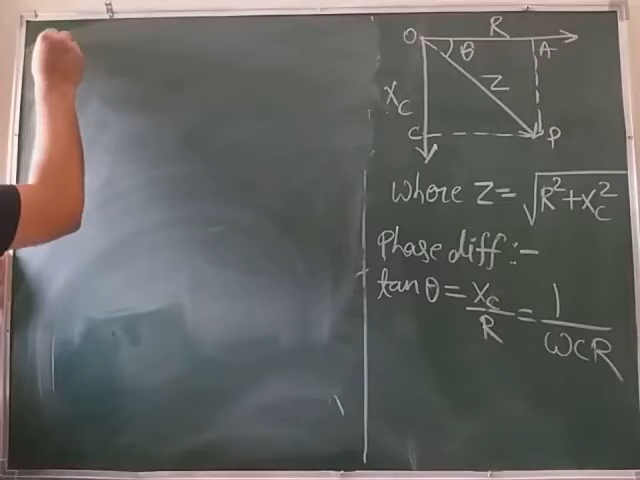 R
O θ A
Z
Xc
C P
Where Z = √R²+Xc²
Phase diff :-
tan θ = Xc/R = 1/ωCR